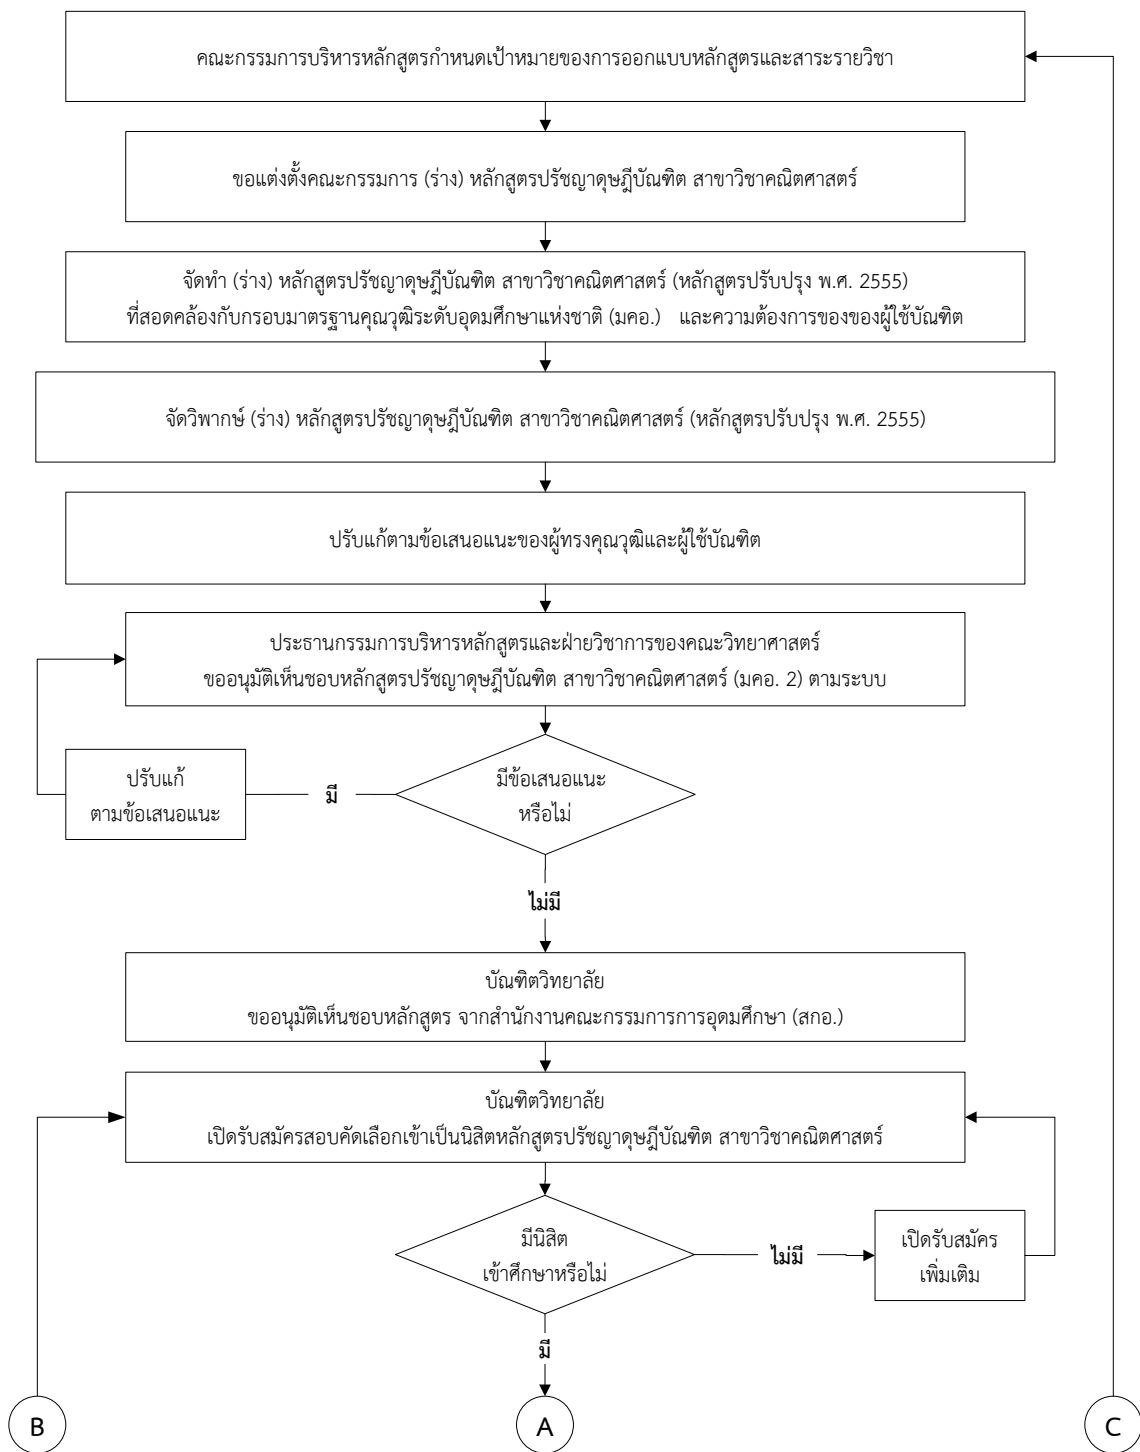 คณะกรรมการบริหารหลักสูตรกำหนดเป้าหมายของการออกแบบหลักสูตรและสาระรายวิชา
ขอแต่งตั้งคณะกรรมการ (ร่าง) หลักสูตรปรัชญาดุษฎีบัณฑิต สาขาวิชาคณิตศาสตร์
จัดทำ (ร่าง) หลักสูตรปรัชญาดุษฎีบัณฑิต สาขาวิชาคณิตศาสตร์ (หลักสูตรปรับปรุง พ.ศ. 2555)
ที่สอดคล้องกับกรอบมาตรฐานคุณวุฒิระดับอุดมศึกษาแห่งชาติ (มคอ.) และความต้องการของของผู้ใช้บัณฑิต
จัดวิพากษ์ (ร่าง) หลักสูตรปรัชญาดุษฎีบัณฑิต สาขาวิชาคณิตศาสตร์ (หลักสูตรปรับปรุง พ.ศ. 2555)
ปรับแก้ตามข้อเสนอแนะของผู้ทรงคุณวุฒิและผู้ใช้บัณฑิต
ประธานกรรมการบริหารหลักสูตรและฝ่ายวิชาการของคณะวิทยาศาสตร์
ขออนุมัติเห็นชอบหลักสูตรปรัชญาดุษฎีบัณฑิต สาขาวิชาคณิตศาสตร์ (มคอ. 2) ตามระบบ
ปรับแก้
ตามข้อเสนอแนะ
มี
มีข้อเสนอแนะ
หรือไม่
ไม่มี
บัณฑิตวิทยาลัย
ขออนุมัติเห็นชอบหลักสูตร จากสำนักงานคณะกรรมการการอุดมศึกษา (สกอ.)
บัณฑิตวิทยาลัย
เปิดรับสมัครสอบคัดเลือกเข้าเป็นนิสิตหลักสูตรปรัชญาดุษฎีบัณฑิต สาขาวิชาคณิตศาสตร์
มีนิสิต
เข้าศึกษาหรือไม่
ไม่มี
เปิดรับสมัคร
เพิ่มเติม
มี
B
A
C